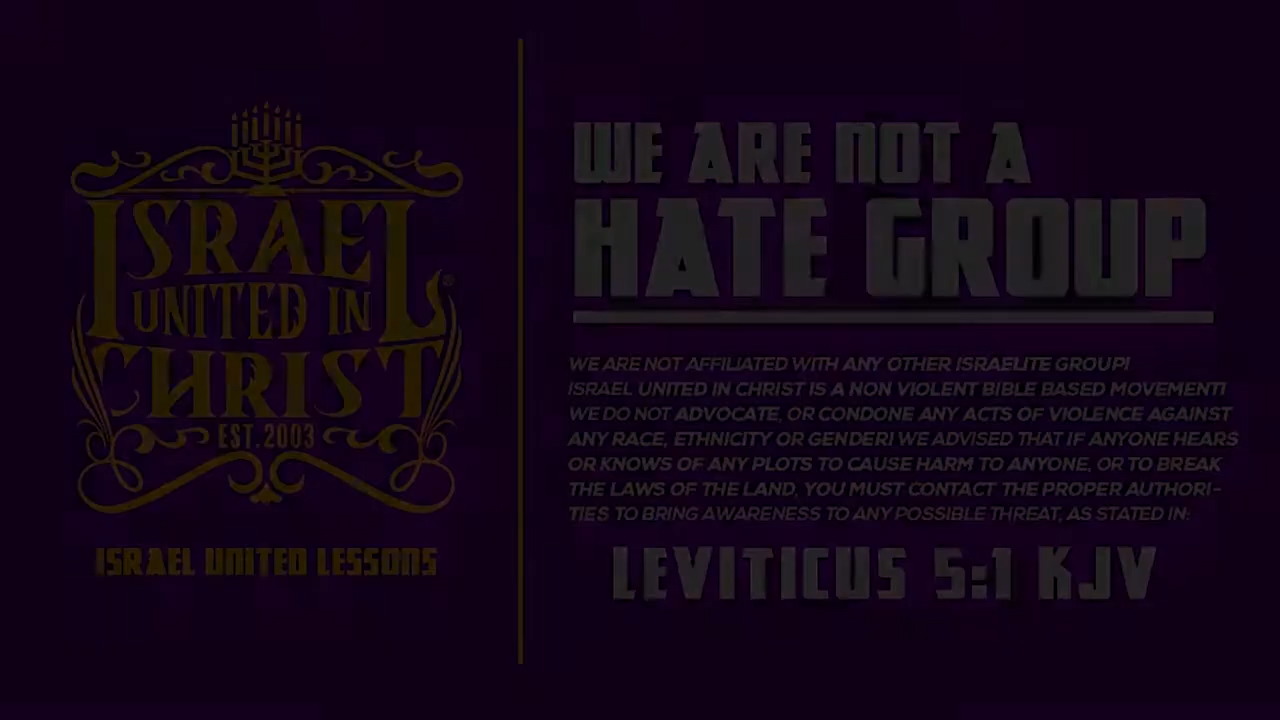 ISRAEL
UNITED IN
CHRIST
EST. 2003
ISRAEL UNITED LESSONS
WE ARE NOT A
HATE GROUP
WE ARE NOT AFFILIATED WITH ANY OTHER ISRAELITE GROUP!
ISRAEL UNITED IN CHRIST IS A NON VIOLENT BIBLE BASED MOVEMENT!
WE DO NOT ADVOCATE, OR CONDONE ANY ACTS OF VIOLENCE AGAINST
ANY RACE, ETHNICITY OR GENDER! WE ADVISED THAT IF ANYONE HEARS
OR KNOWS OF ANY PLOTS TO CAUSE HARM TO ANYONE, OR TO BREAK
THE LAWS OF THE LAND, YOU MUST CONTACT THE PROPER AUTHORI-
TIES TO BRING AWARENESS TO ANY POSSIBLE THREAT, AS STATED IN:
LEVITICUS 5:1 KJV